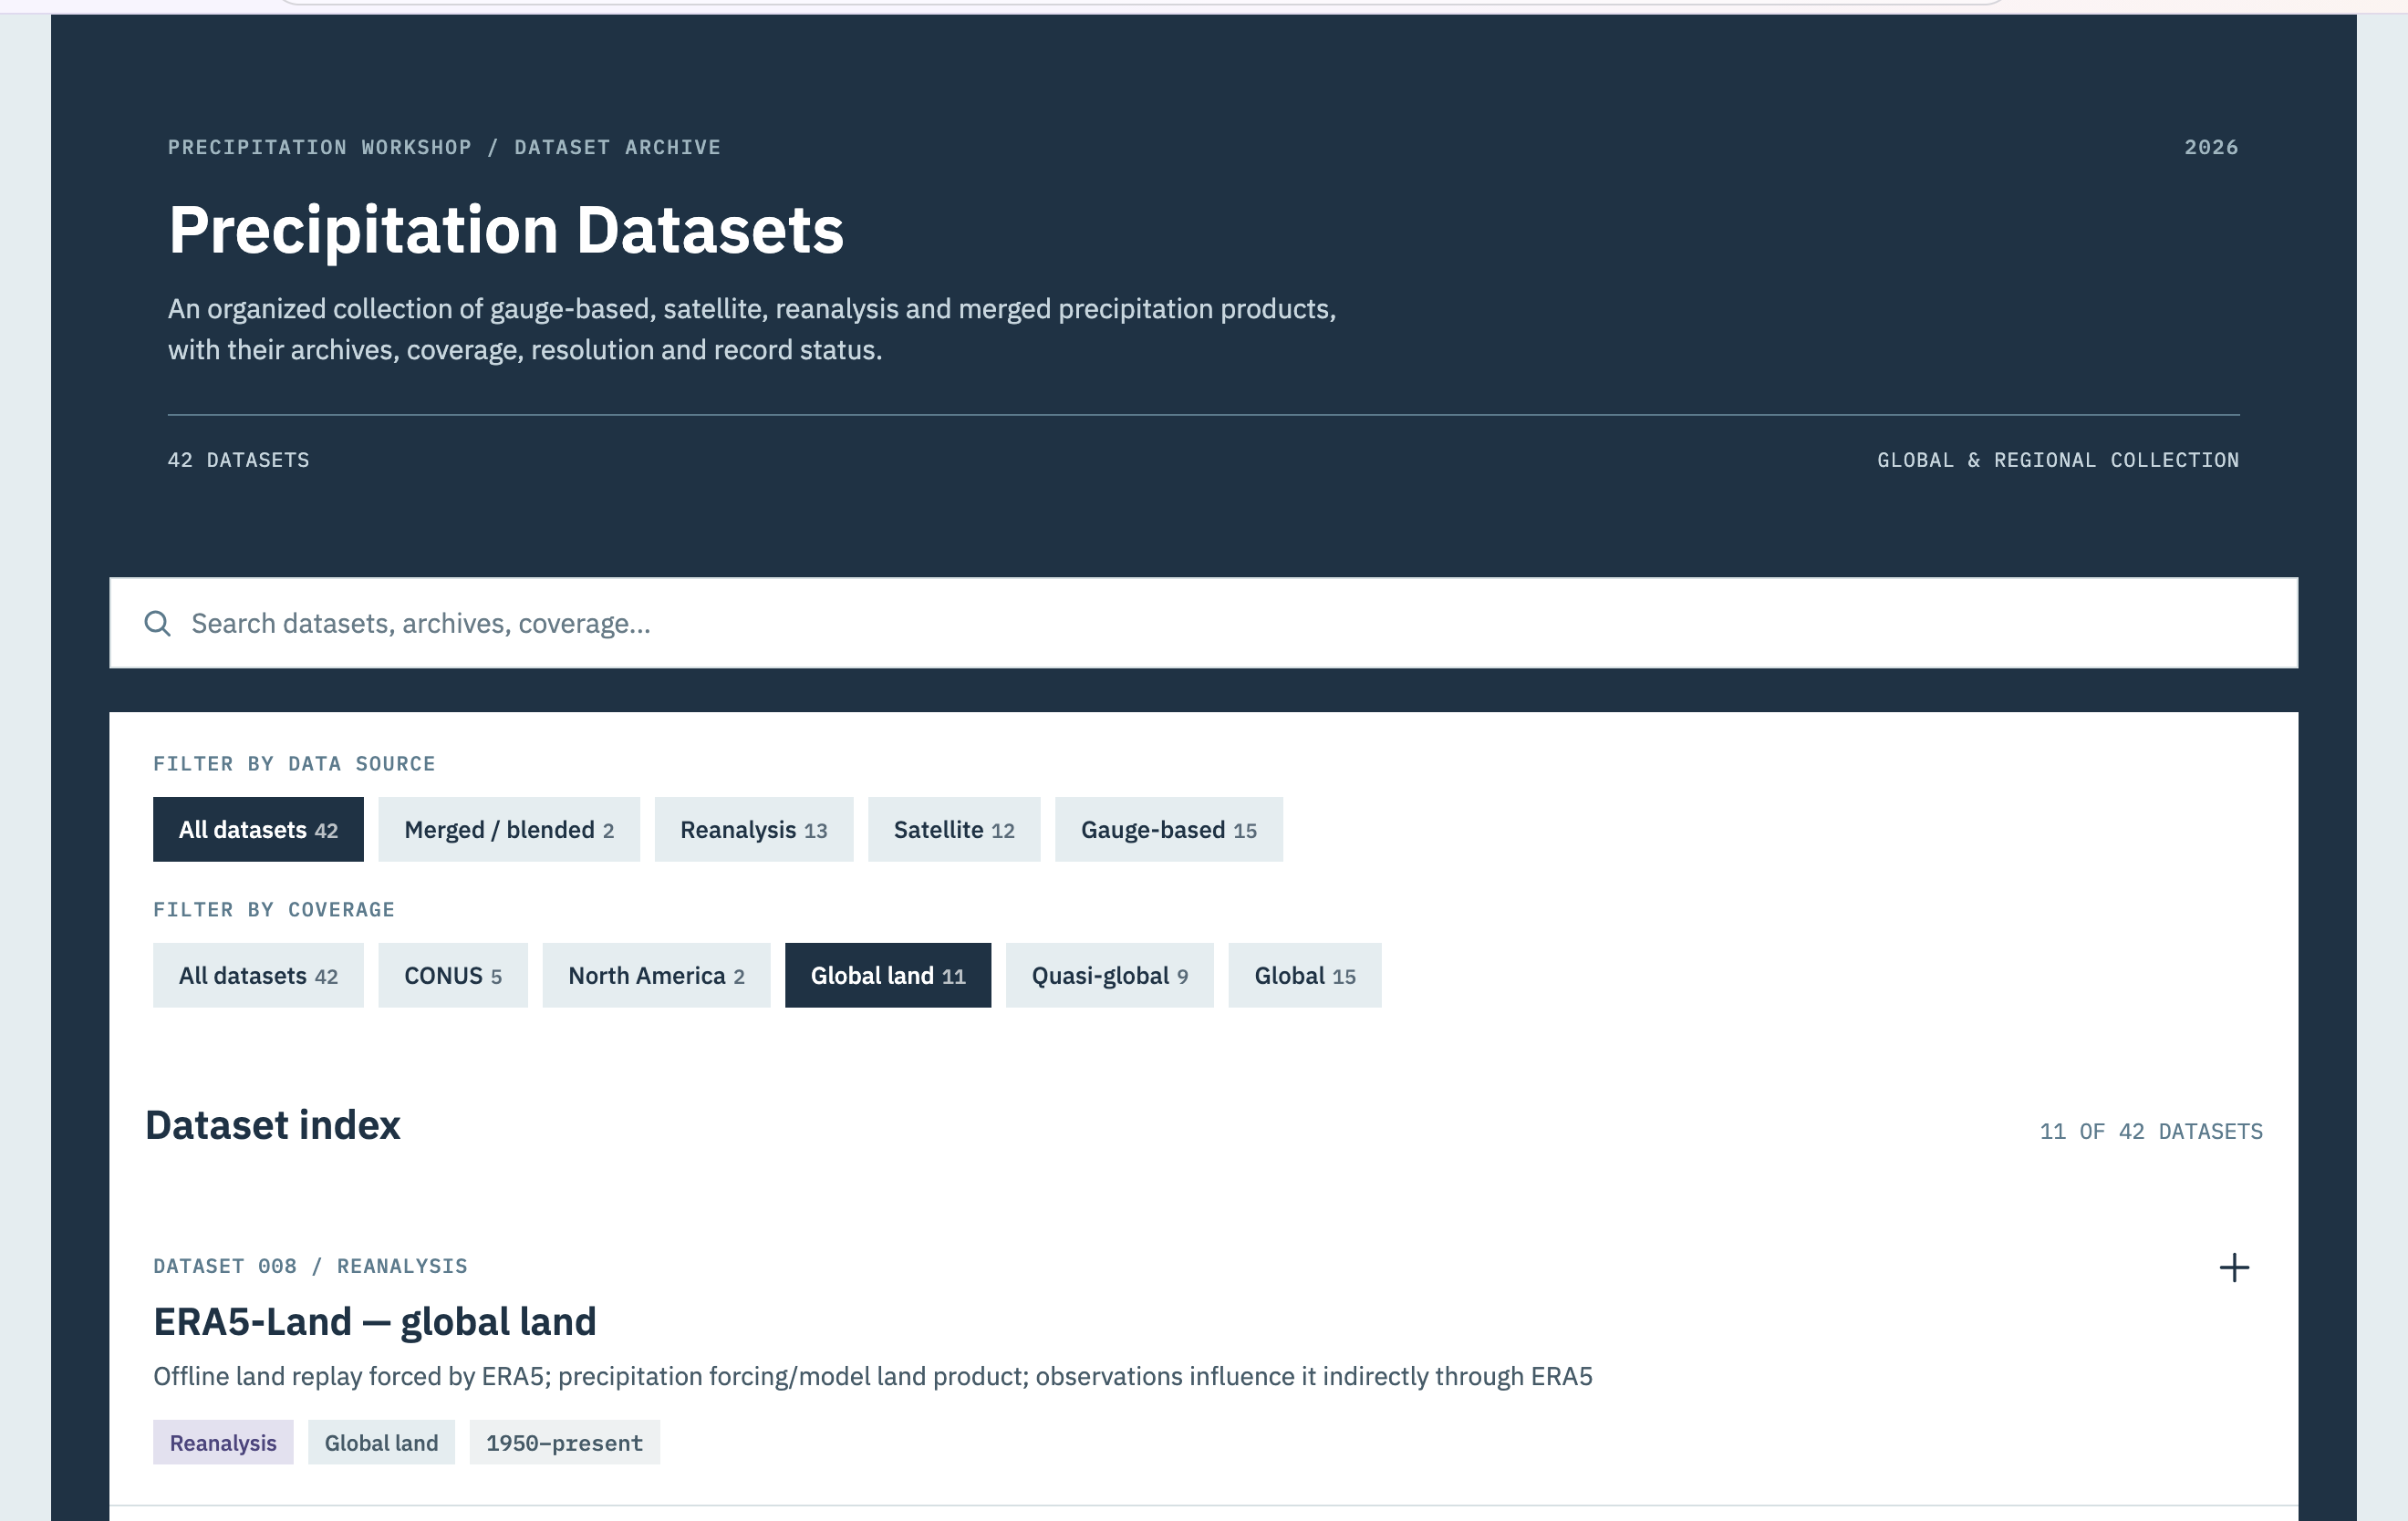 PRECIPITATION WORKSHOP / DATASET ARCHIVE
2026
Precipitation Datasets
An organized collection of gauge-based, satellite, reanalysis and merged precipitation products,
with their archives, coverage, resolution and record status.
42 DATASETS
GLOBAL & REGIONAL COLLECTION
Search datasets, archives, coverage...
FILTER BY DATA SOURCE
All datasets 42
Merged / blended 2
Reanalysis 13
Satellite 12
Gauge-based 15
FILTER BY COVERAGE
All datasets 42
CONUS 5
North America 2
Global land 11
Quasi-global 9
Global 15
Dataset index
11 OF 42 DATASETS
DATASET 008 / REANALYSIS
ERA5-Land — global land
Offline land replay forced by ERA5; precipitation forcing/model land product; observations influence it indirectly through ERA5
Reanalysis
Global land
1950–present